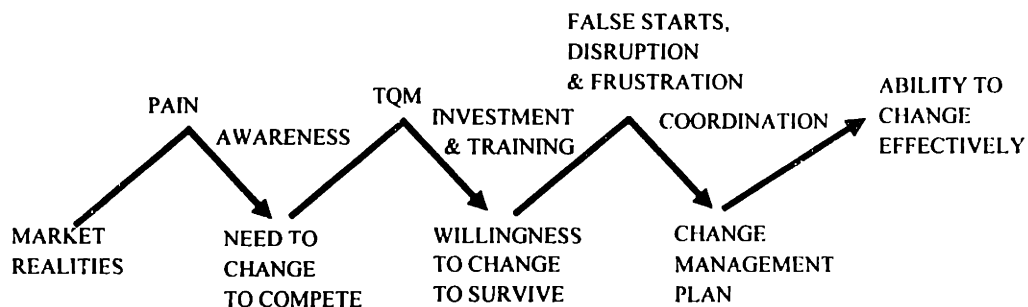 FALSE STARTS,
DISRUPTION
& FRUSTRATION
PAIN
TQM
ABILITY TO
CHANGE
EFFECTIVELY
AWARENESS
INVESTMENT
& TRAINING
COORDINATION
MARKET
REALITIES
NEED TO
CHANGE
TO COMPETE
WILLINGNESS
TO CHANGE
TO SURVIVE
CHANGE
MANAGEMENT
PLAN